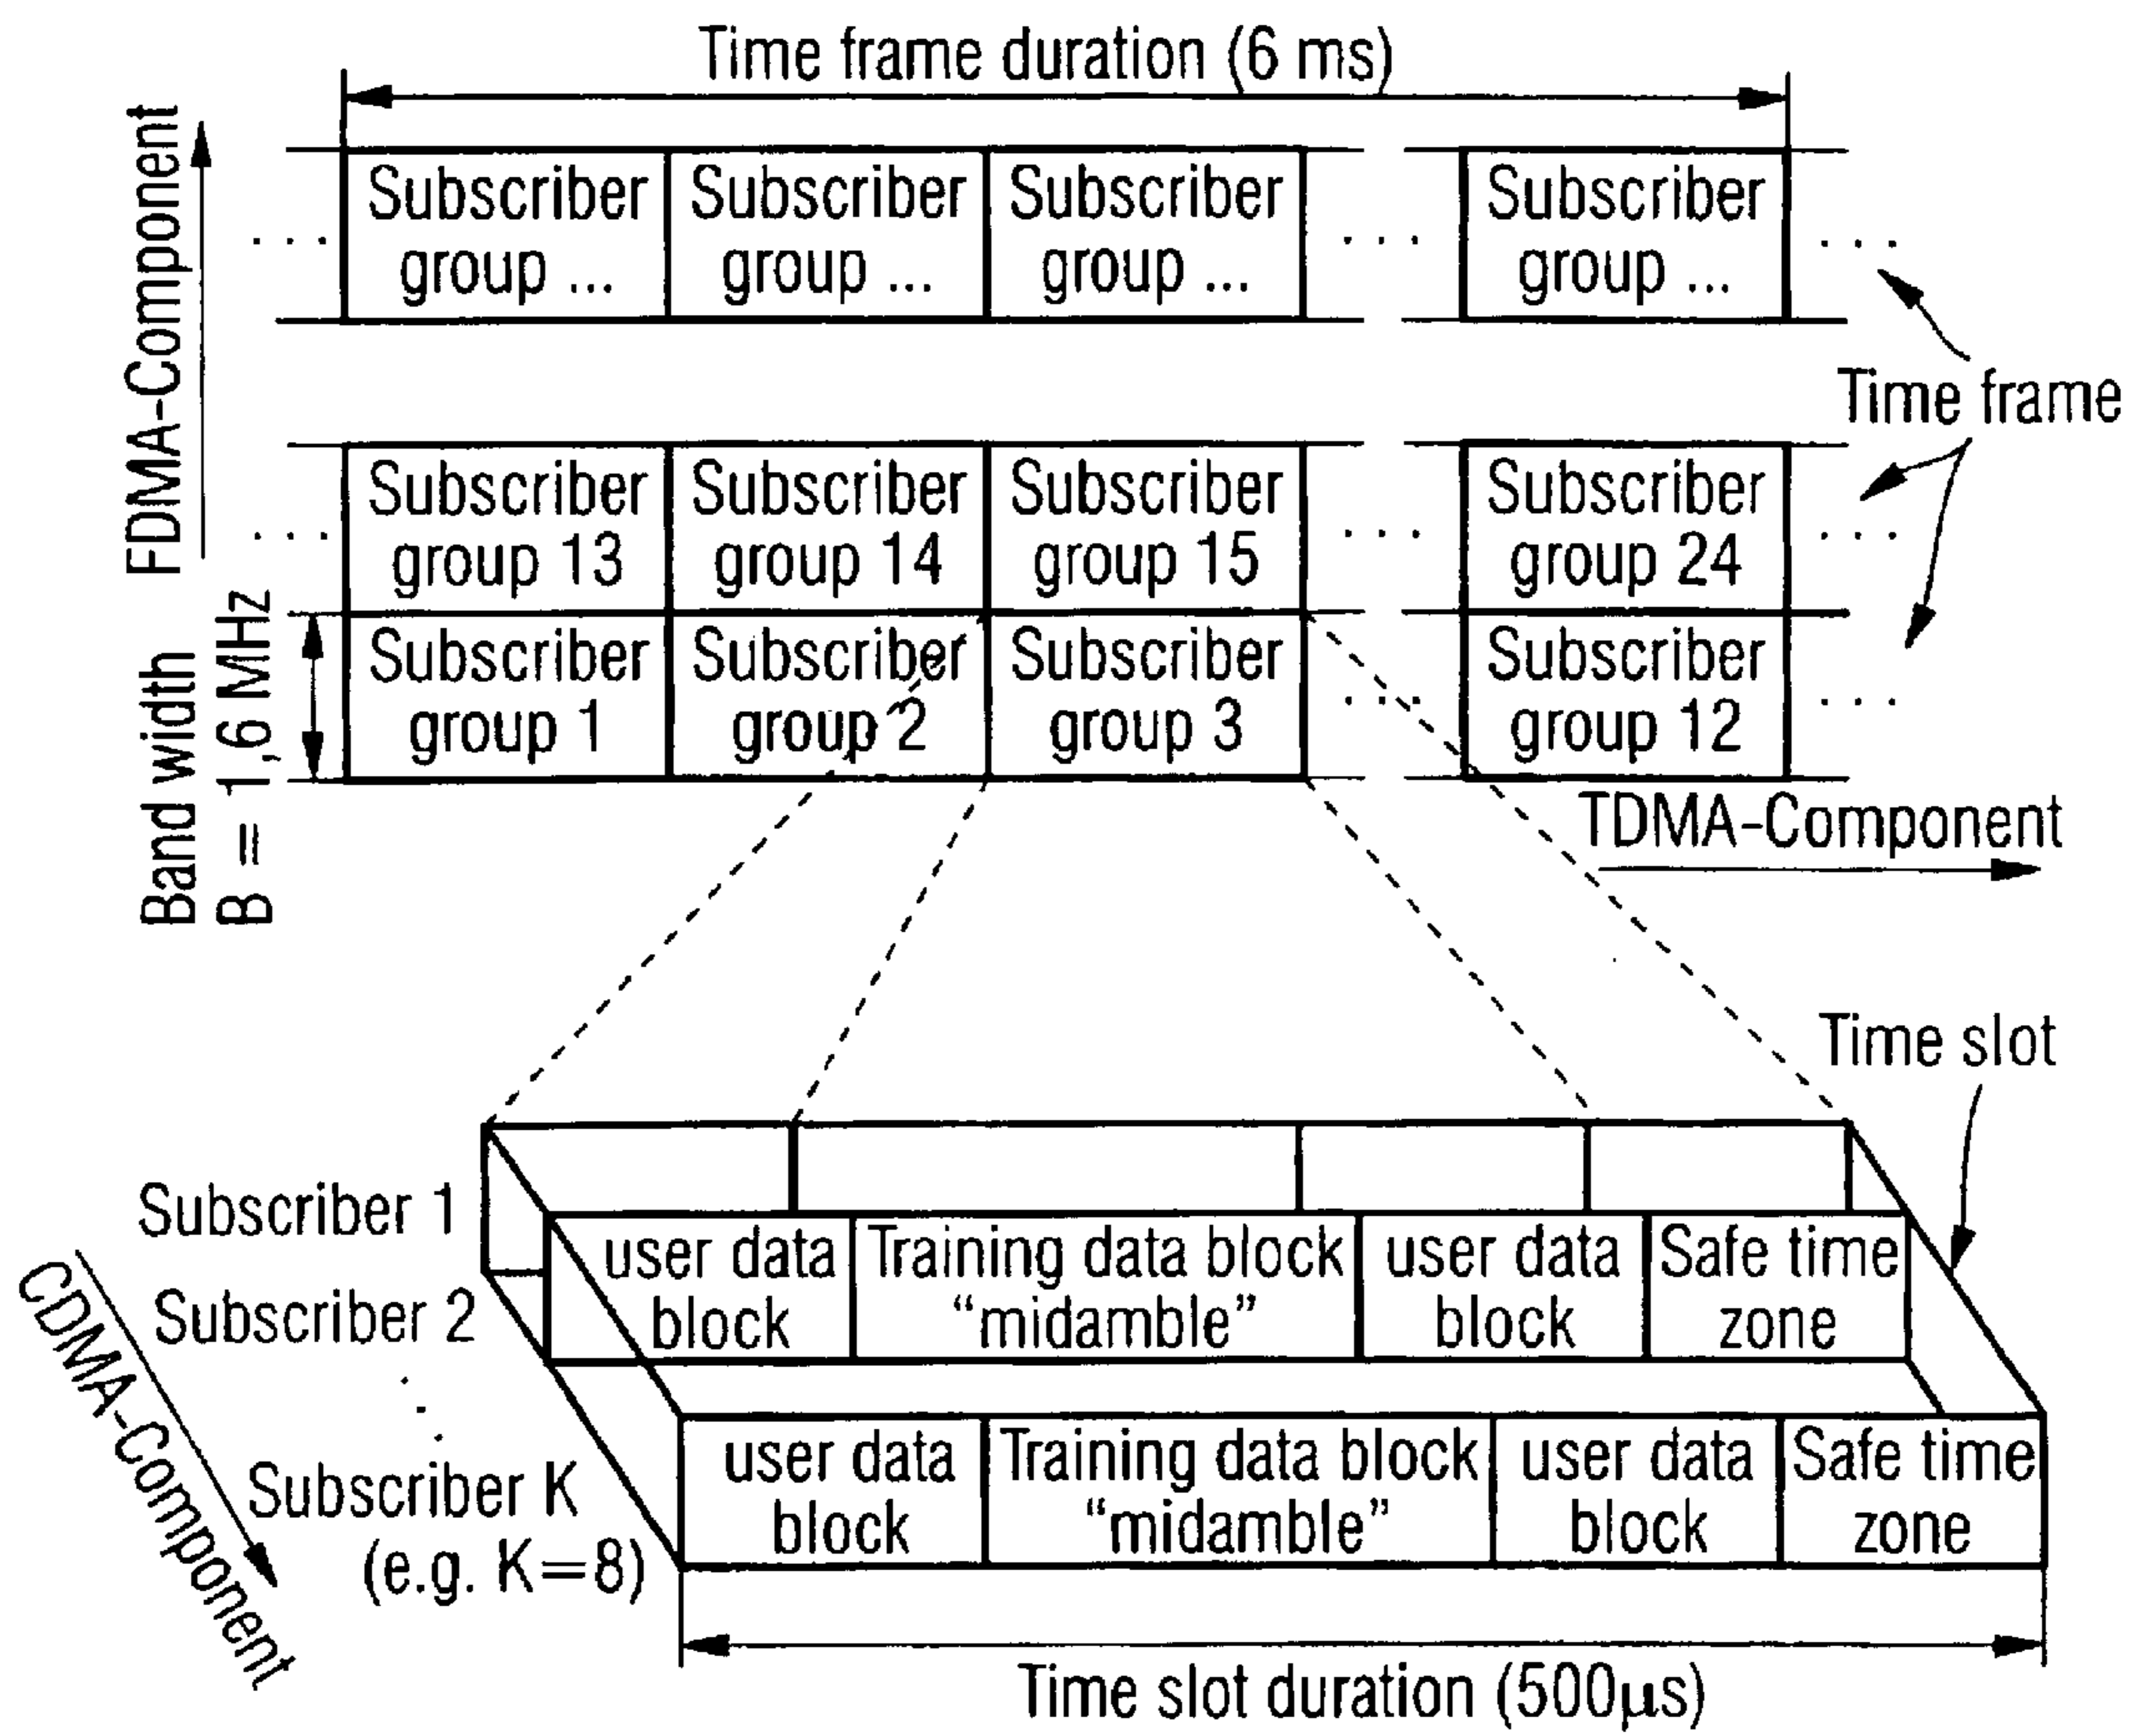 Time frame duration (6 ms)
FDMA-Component
Subscriber
group ...
Subscriber
group ...
Subscriber
group ...
...
Subscriber
group ...
...
...
Time frame
Subscriber
group 13
Subscriber
group 14
Subscriber
group 15
...
Subscriber
group 24
...
...
Band width
B = 1,6 MHz
Subscriber
group 1
Subscriber
group 2
Subscriber
group 3
...
Subscriber
group 12
...
TDMA-Component
Time slot
Subscriber 1
Subscriber 2
user data
block
Training data block
“midamble”
user data
block
Safe time
zone
CDMA-Component
Subscriber K
(e.g. K=8)
user data
block
Training data block
“midamble”
user data
block
Safe time
zone
Time slot duration (500µs)